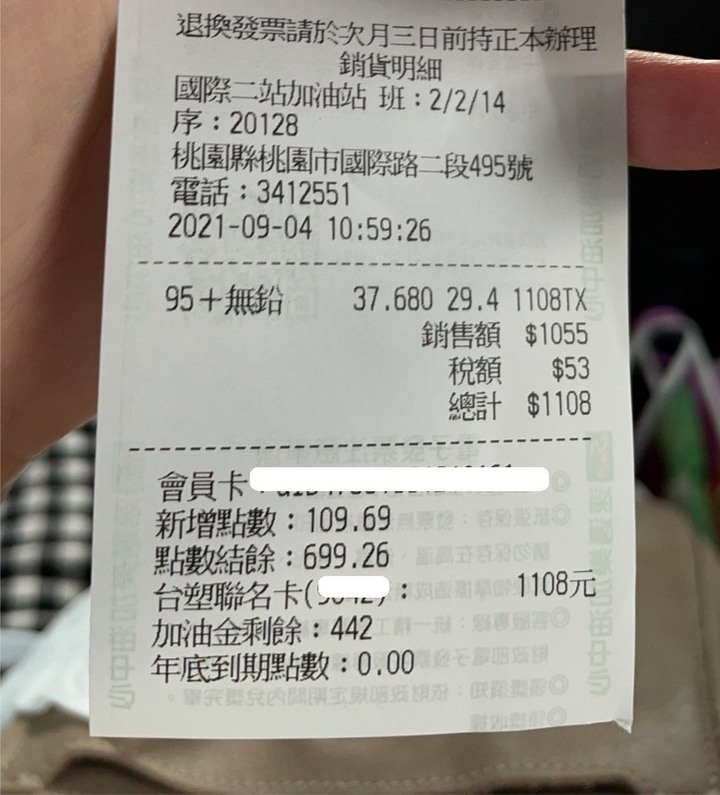 退換發票請於次月三日前持正本辦理
銷貨明細
國際二站加油站 班：2/2/14
序：20128
桃園縣桃園市國際路二段495號
電話：3412551
2021-09-04 10:59:26
95＋無鉛 37.680 29.4 1108TX
銷售額 $1055
稅額 $53
總計 $1108
會員卡
新增點數：109.69
點數結餘：699.26
台塑聯名卡( )： 1108元
加油金剩餘：442
年底到期點數：0.00